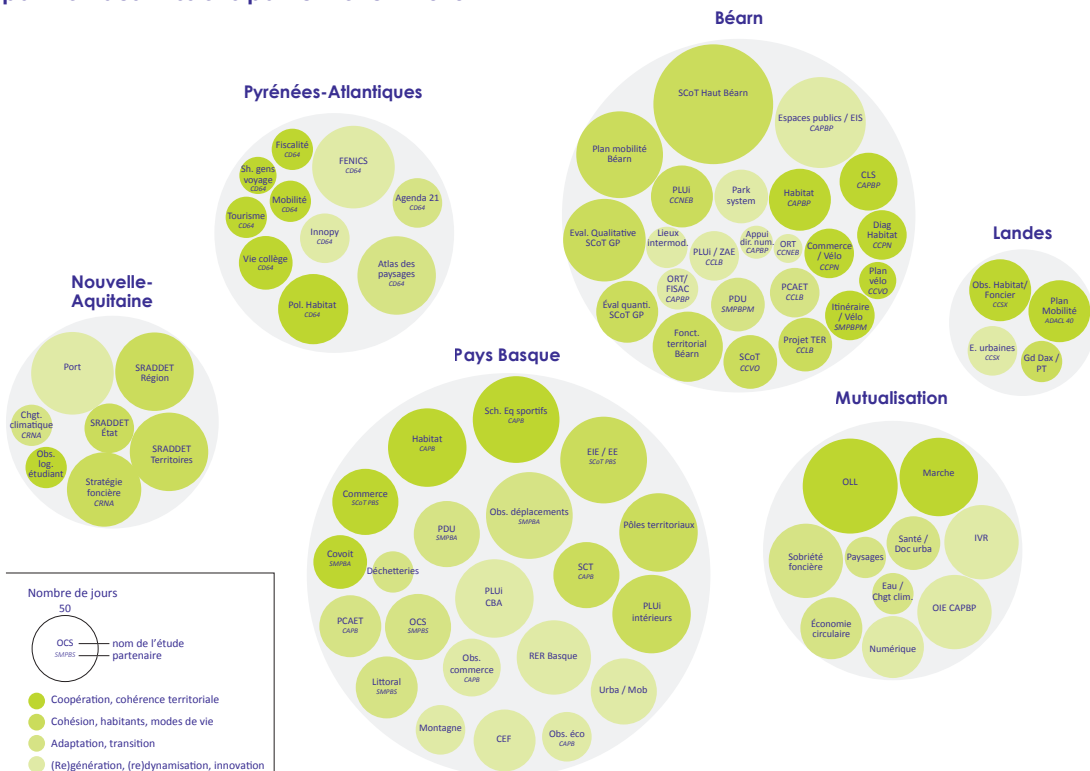 Béarn
SCoT Haut Béarn
Espaces publics / EIS
CAPBP
Plan mobilité
Béarn
PLUi
CCNEB
Park
system
Habitat
CAPBP
CLS
CAPBP
Eval. Qualitative
SCoT GP
Lieux
intermod.
PLUi / ZAE
CCLB
Appui
dir. num.
CAPBP
ORT
CCNEB
Commerce
/ Vélo
CCPN
Diag
Habitat
CCPN
Plan
vélo
CCVO
ORT/
FISAC
CAPBP
Éval quanti.
SCoT GP
PDU
SMPBPM
PCAET
CCLB
Itinéraire
/ Vélo
SMPBPM
Fonct.
territorial
Béarn
SCoT
CCVO
Projet TER
CCLB
Pyrénées-Atlantiques
Fiscalité
CD64
FENICS
CD64
Sh. gens
voyage
CD64
Mobilité
CD64
Agenda 21
CD64
Tourisme
CD64
Innopy
CD64
Vie collège
CD64
Atlas des
paysages
CD64
Pol. Habitat
CD64
Landes
Obs. Habitat/
Foncier
CCSX
Plan
Mobilité
ADACL 40
E. urbaines
CCSX
Gd Dax /
PT
Nouvelle-
Aquitaine
Port
SRADDET
Région
Chgt.
climatique
CRNA
SRADDET
État
SRADDET
Territoires
Obs.
log.
étudiant
Stratégie
foncière
CRNA
Pays Basque
Sch. Eq sportifs
CAPB
Habitat
CAPB
EIE / EE
SCoT PBS
Commerce
SCoT PBS
Obs. déplacements
SMPBA
PDU
SMPBA
Pôles territoriaux
Covoit
SMPBA
Déchetteries
SCT
CAPB
PLUi
CBA
PLUi
intérieurs
PCAET
CAPB
OCS
SMPBS
Obs.
commerce
CAPB
RER Basque
Littoral
SMPBS
Urba / Mob
Montagne
CEF
Obs. éco
CAPB
Mutualisation
OLL
Marche
Sobriété
foncière
Paysages
Santé /
Doc urba
IVR
Eau /
Chgt clim.
OIE CAPBP
Économie
circulaire
Numérique
Nombre de jours
50
OCS
nom de l'étude
SMPBS
partenaire
Coopération, cohérence territoriale
Cohésion, habitants, modes de vie
Adaptation, transition
(Re)génération, (re)dynamisation, innovation